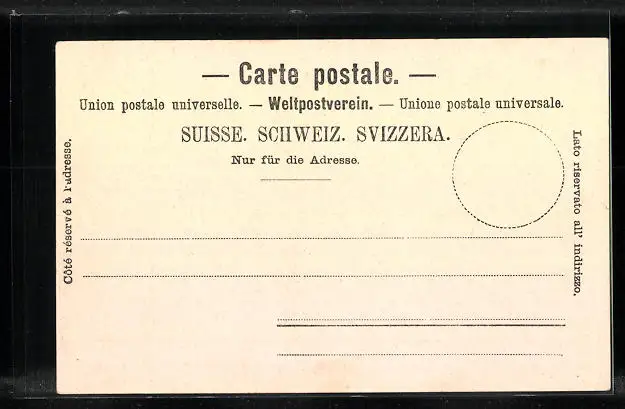 — Carte postale. —
Union postale universelle. — Weltpostverein. — Unione postale universale.
SUISSE. SCHWEIZ. SVIZZERA.
Nur für die Adresse.
Côté réservé à l'adresse.
Lato riservato all' indirizzo.